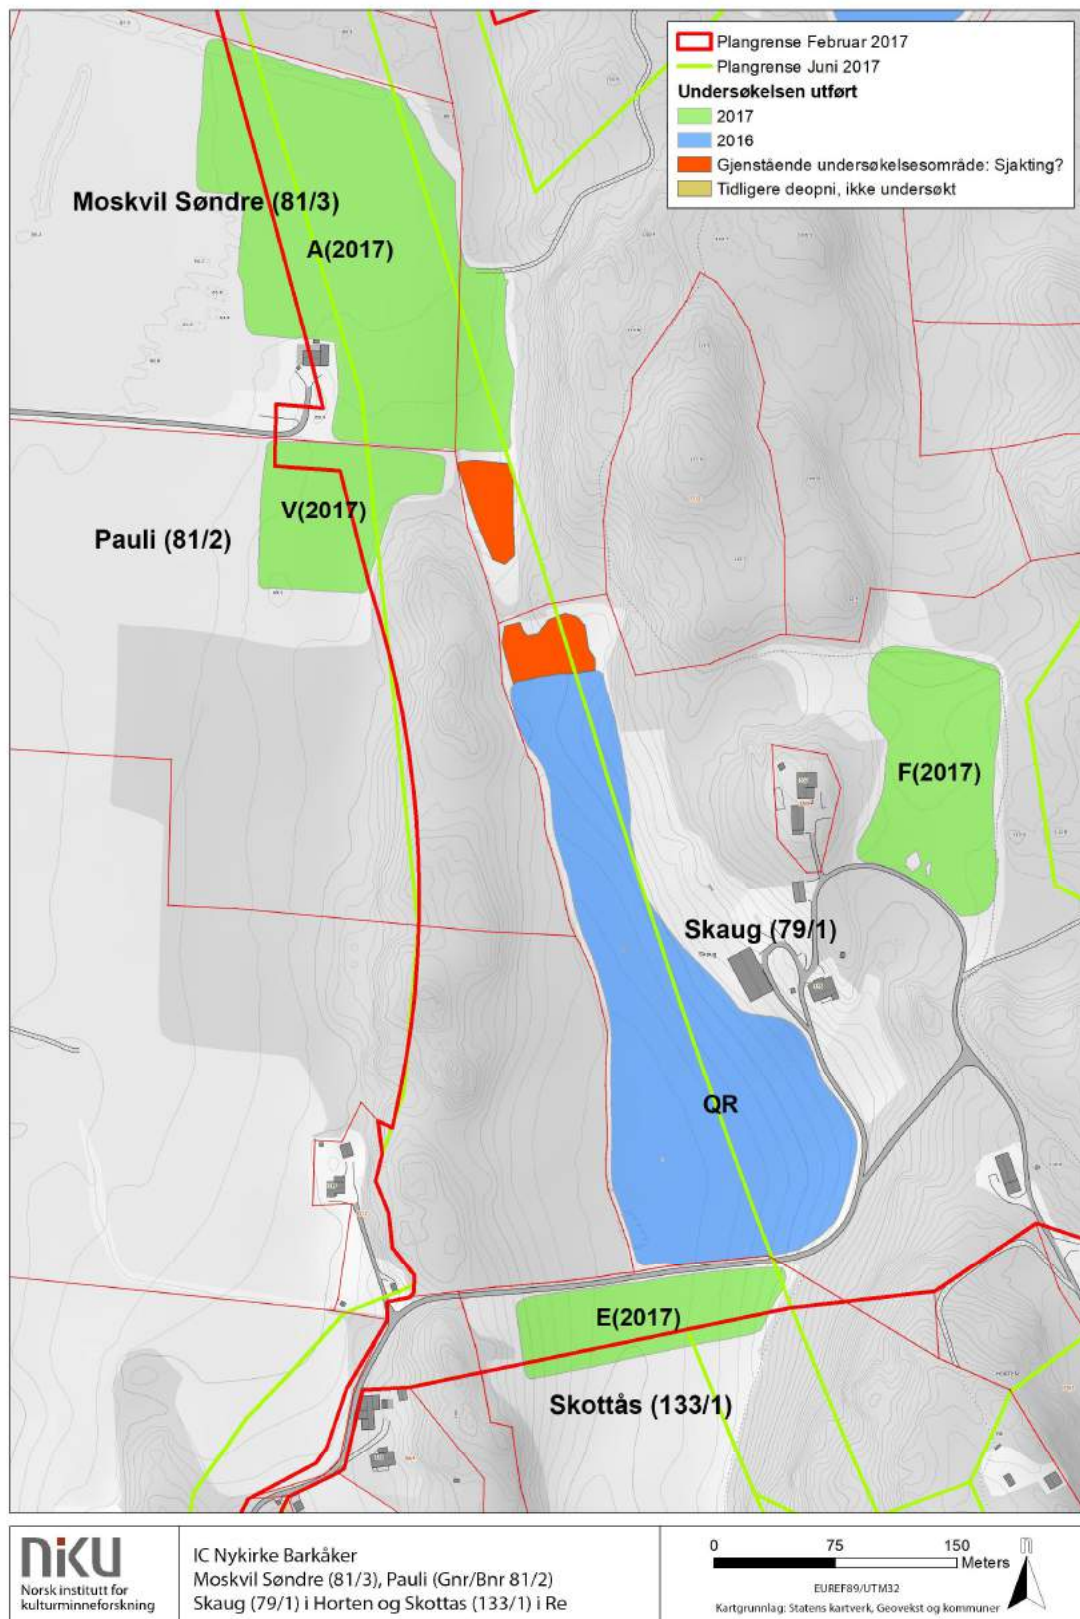 Plangrense Februar 2017
Plangrense Juni 2017
Undersøkelsen utført
2017
2016
Gjenstående undersøkelsesområde: Sjakting?
Tidligere deopni, ikke undersøkt
Moskvil Søndre (81/3)
A(2017)
V(2017)
Pauli (81/2)
F(2017)
Skaug (79/1)
Skaug
QR
E(2017)
Skottås (133/1)
niku
Norsk institutt for
kulturminneforskning
IC Nykirke Barkåker
Moskvil Søndre (81/3), Pauli (Gnr/Bnr 81/2)
Skaug (79/1) i Horten og Skottas (133/1) i Re
0 75 150
Meters
EUREF89/UTM32
Kartgrunnlag: Statens kartverk, Geovekst og kommuner